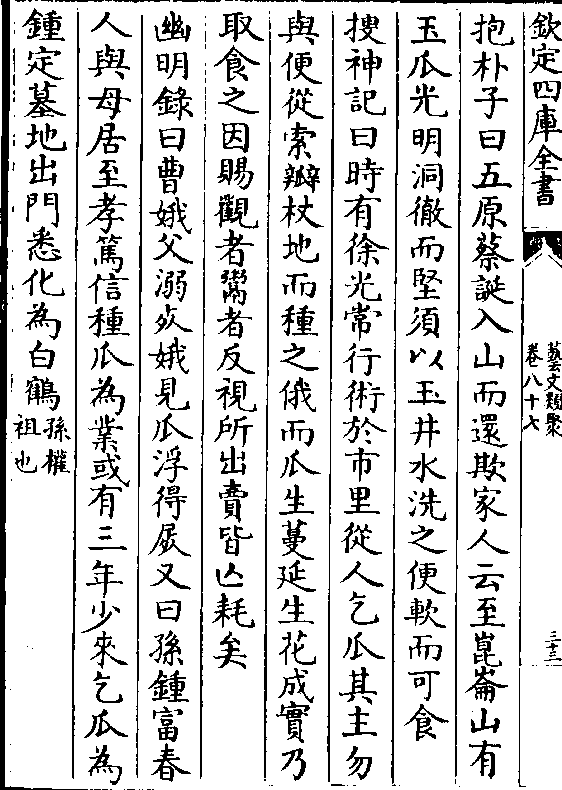 欽定四庫全書
藝文類聚
卷八十七
三十三
抱朴子曰五原蔡誕入山而還欺家人云至崑崙山有
玉瓜光明洞徹而堅須以玉井水洗之便軟而可食
搜神記曰時有徐光常行術於市里從人乞瓜其主勿
與便從索瓣杖地而種之俄而瓜生蔓延生花成實乃
取食之因賜觀者鬻者反視所出賣皆亾耗矣
幽明錄曰曹娥父溺死娥見瓜浮得屍又曰孫鍾富春
人與母居至孝篤信種瓜為業或有三年少來乞瓜為
鍾定墓地出門悉化為白鶴孫權
祖也